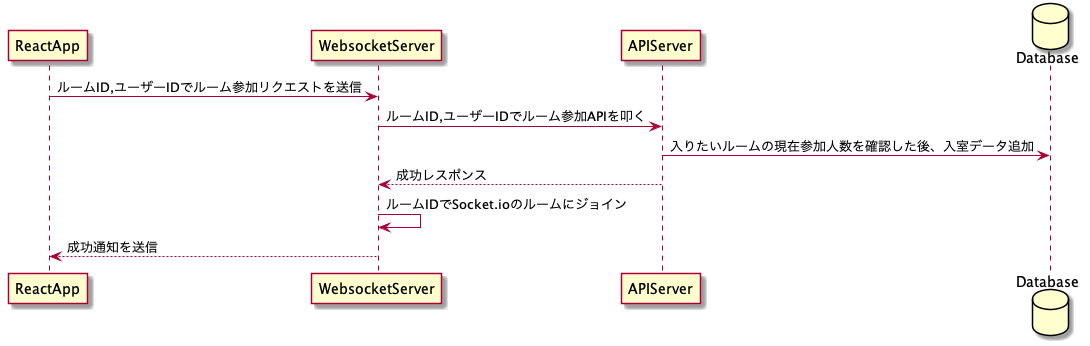 ReactApp
WebsocketServer
APIServer
Database
ルームID,ユーザーIDでルーム参加リクエストを送信
ルームID,ユーザーIDでルーム参加APIを叩く
入りたいルームの現在参加人数を確認した後、入室データ追加
成功レスポンス
ルームIDでSocket.ioのルームにジョイン
成功通知を送信
ReactApp
WebsocketServer
APIServer
Database